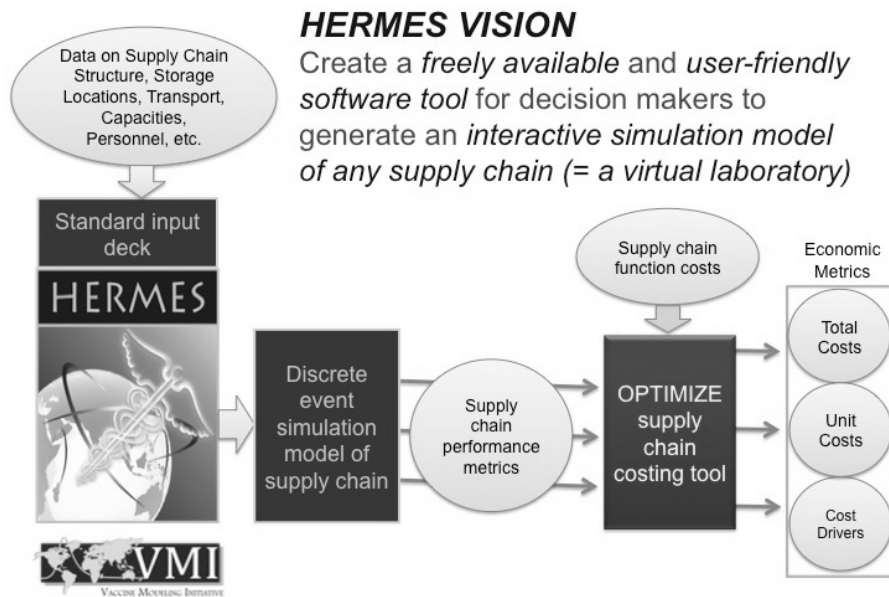 HERMES VISION
Create a freely available and user-friendly
software tool for decision makers to
generate an interactive simulation model
of any supply chain (= a virtual laboratory)
Data on Supply Chain
Structure, Storage
Locations, Transport,
Capacities,
Personnel, etc.
Standard input
deck
HERMES
Discrete
event
simulation
model of
supply chain
Supply
chain
performance
metrics
Supply chain
function costs
OPTIMIZE
supply
chain
costing tool
Economic
Metrics
Total
Costs
Unit
Costs
Cost
Drivers
VMI
VACCINE MODELING INITIATIVE